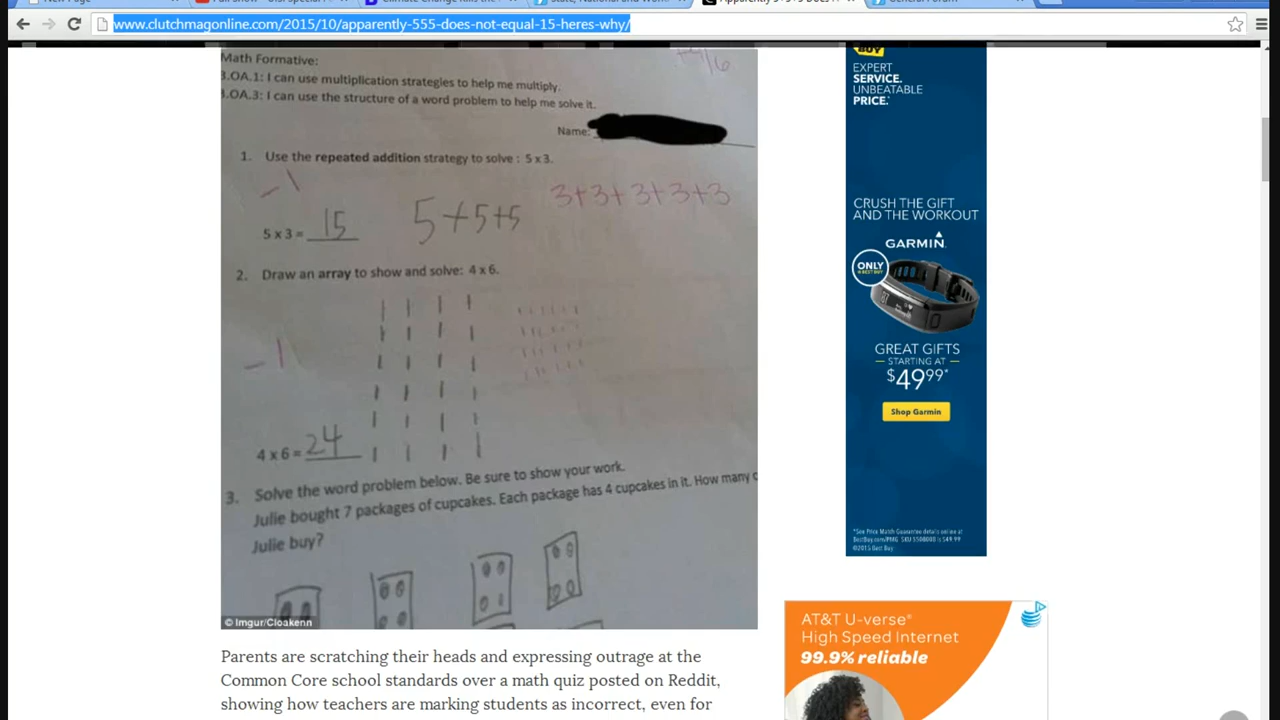 New Page
www.clutchmagonline.com/2015/10/apparently-555-does-not-equal-15-heres-why/
Math Formative:
3.OA.1: I can use multiplication strategies to help me multiply.
3.OA.3: I can use the structure of a word problem to help me solve it.
Name:
1. Use the repeated addition strategy to solve : 5 x 3.
-1
3+3+3+3+3
5 x 3 = 15
5+5+5
2. Draw an array to show and solve: 4 x 6.
-1
4 x 6 = 24
3. Solve the word problem below. Be sure to show your work.
Julie bought 7 packages of cupcakes. Each package has 4 cupcakes in it. How many
Julie buy?
© Imgur/Cloakenn
Parents are scratching their heads and expressing outrage at the
Common Core school standards over a math quiz posted on Reddit,
showing how teachers are marking students as incorrect, even for
BUY
EXPERT
SERVICE.
UNBEATABLE
PRICE.*
CRUSH THE GIFT
AND THE WORKOUT
GARMIN
ONLY
GREAT GIFTS
— STARTING AT —
$49.99*
Shop Garmin
©2015 Best Buy
AT&T U-verse®
High Speed Internet
99.9% reliable